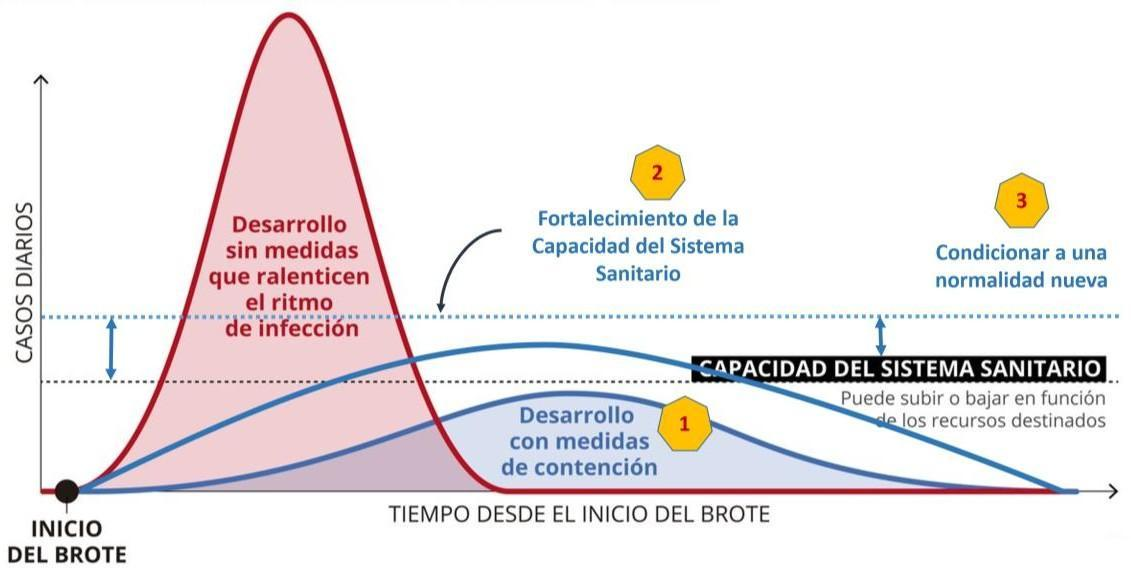 2
3
Fortalecimiento de la
Capacidad del Sistema
Sanitario
Condicionar a una
normalidad nueva
Desarrollo
sin medidas
que ralenticen
el ritmo
de infección
CASOS DIARIOS
CAPACIDAD DEL SISTEMA SANITARIO
Puede subir o bajar en función
de los recursos destinados
Desarrollo
con medidas
de contención
1
TIEMPO DESDE EL INICIO DEL BROTE
INICIO
DEL BROTE